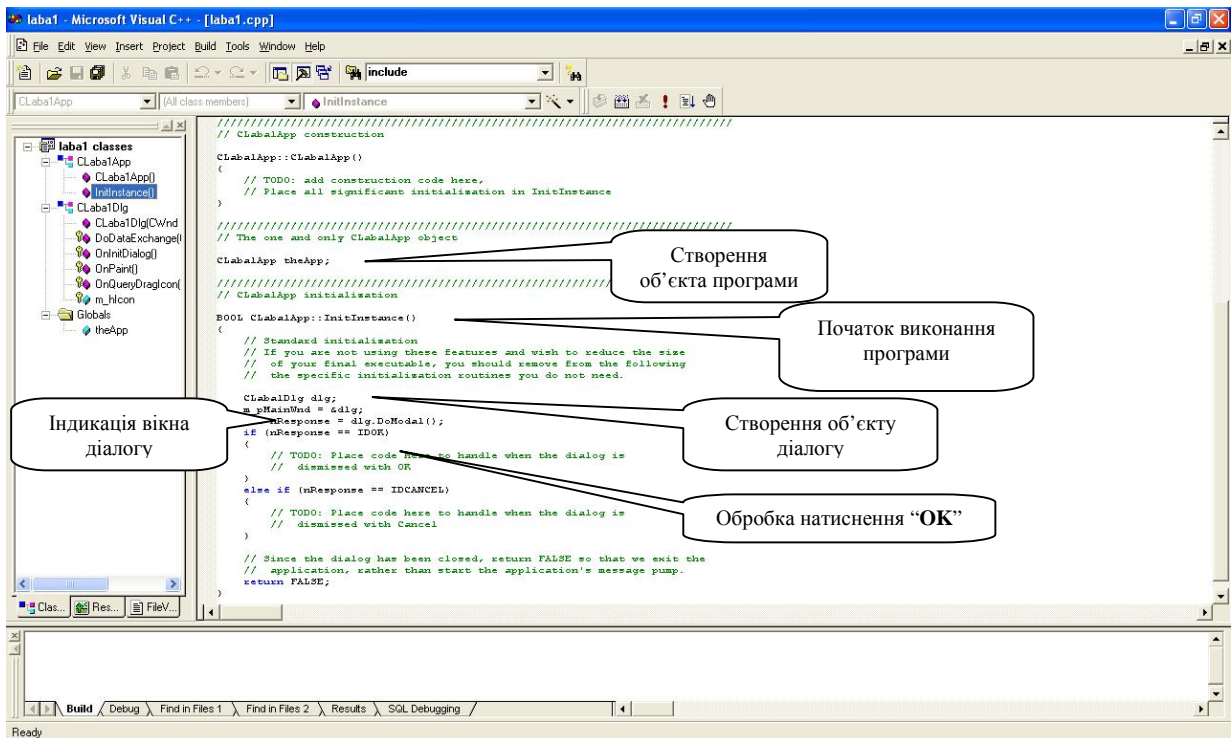 laba1 - Microsoft Visual C++ - [laba1.cpp]
File Edit View Insert Project Build Tools Window Help
include
CLaba1App (All class members) InitInstance
laba1 classes
CLaba1App
CLaba1App()
InitInstance()
CLaba1Dlg
CLaba1Dlg(CWnd
DoDataExchange(
OnInitDialog()
OnPaint()
OnQueryDragIcon(
m_hIcon
Globals
theApp
Clas... Res... FileV...
/////////////////////////////////////////////////////////////////////////////
// CLaba1App construction
CLaba1App::CLaba1App()
{
// TODO: add construction code here,
// Place all significant initialization in InitInstance
}
/////////////////////////////////////////////////////////////////////////////
// The one and only CLaba1App object
CLaba1App theApp;
/////////////////////////////////////////////////////////////
// CLaba1App initialization
BOOL CLaba1App::InitInstance()
{
// Standard initialization
// If you are not using these features and wish to reduce the size
// of your final executable, you should remove from the following
// the specific initialization routines you do not need.
CLaba1Dlg dlg;
m_pMainWnd = &dlg;
nResponse = dlg.DoModal();
if (nResponse == IDOK)
{
// TODO: Place code here to handle when the dialog is
// dismissed with OK
}
else if (nResponse == IDCANCEL)
{
// TODO: Place code here to handle when the dialog is
// dismissed with Cancel
}
// Since the dialog has been closed, return FALSE so that we exit the
// application, rather than start the application's message pump.
return FALSE;
}
Створення
об’єкта програми
Початок виконання
програми
Індикація вікна
діалогу
Створення об’єкту
діалогу
Обробка натиснення “OK”
Build Debug Find in Files 1 Find in Files 2 Results SQL Debugging
Ready